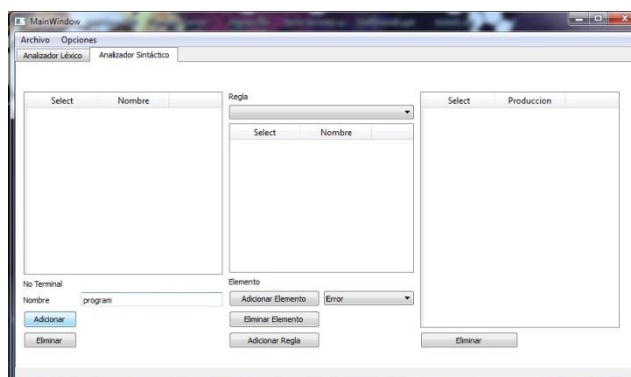 MainWindow
Archivo Opciones
Analizador Léxico Analizador Sintáctico
Select Nombre
Regla
Select Nombre
Select Produccion
No Terminal
Nombre program
Adicionar
Eliminar
Elemento
Adicionar Elemento Error
Eliminar Elemento
Adicionar Regla
Eliminar